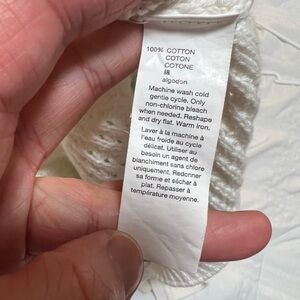 100% COTTON
COTON
COTONE
綿
algodon
Machine wash cold
gentle cycle. Only
non-chlorine bleach
when needed. Reshape
and dry flat. Warm iron.
Laver à la machine à
l'eau froide au cycle
délicat. Utiliser au
besoin un agent de
blanchiment sans chlore
uniquement. Redonner
sa forme et sécher à
plat. Repasser à
température moyenne.